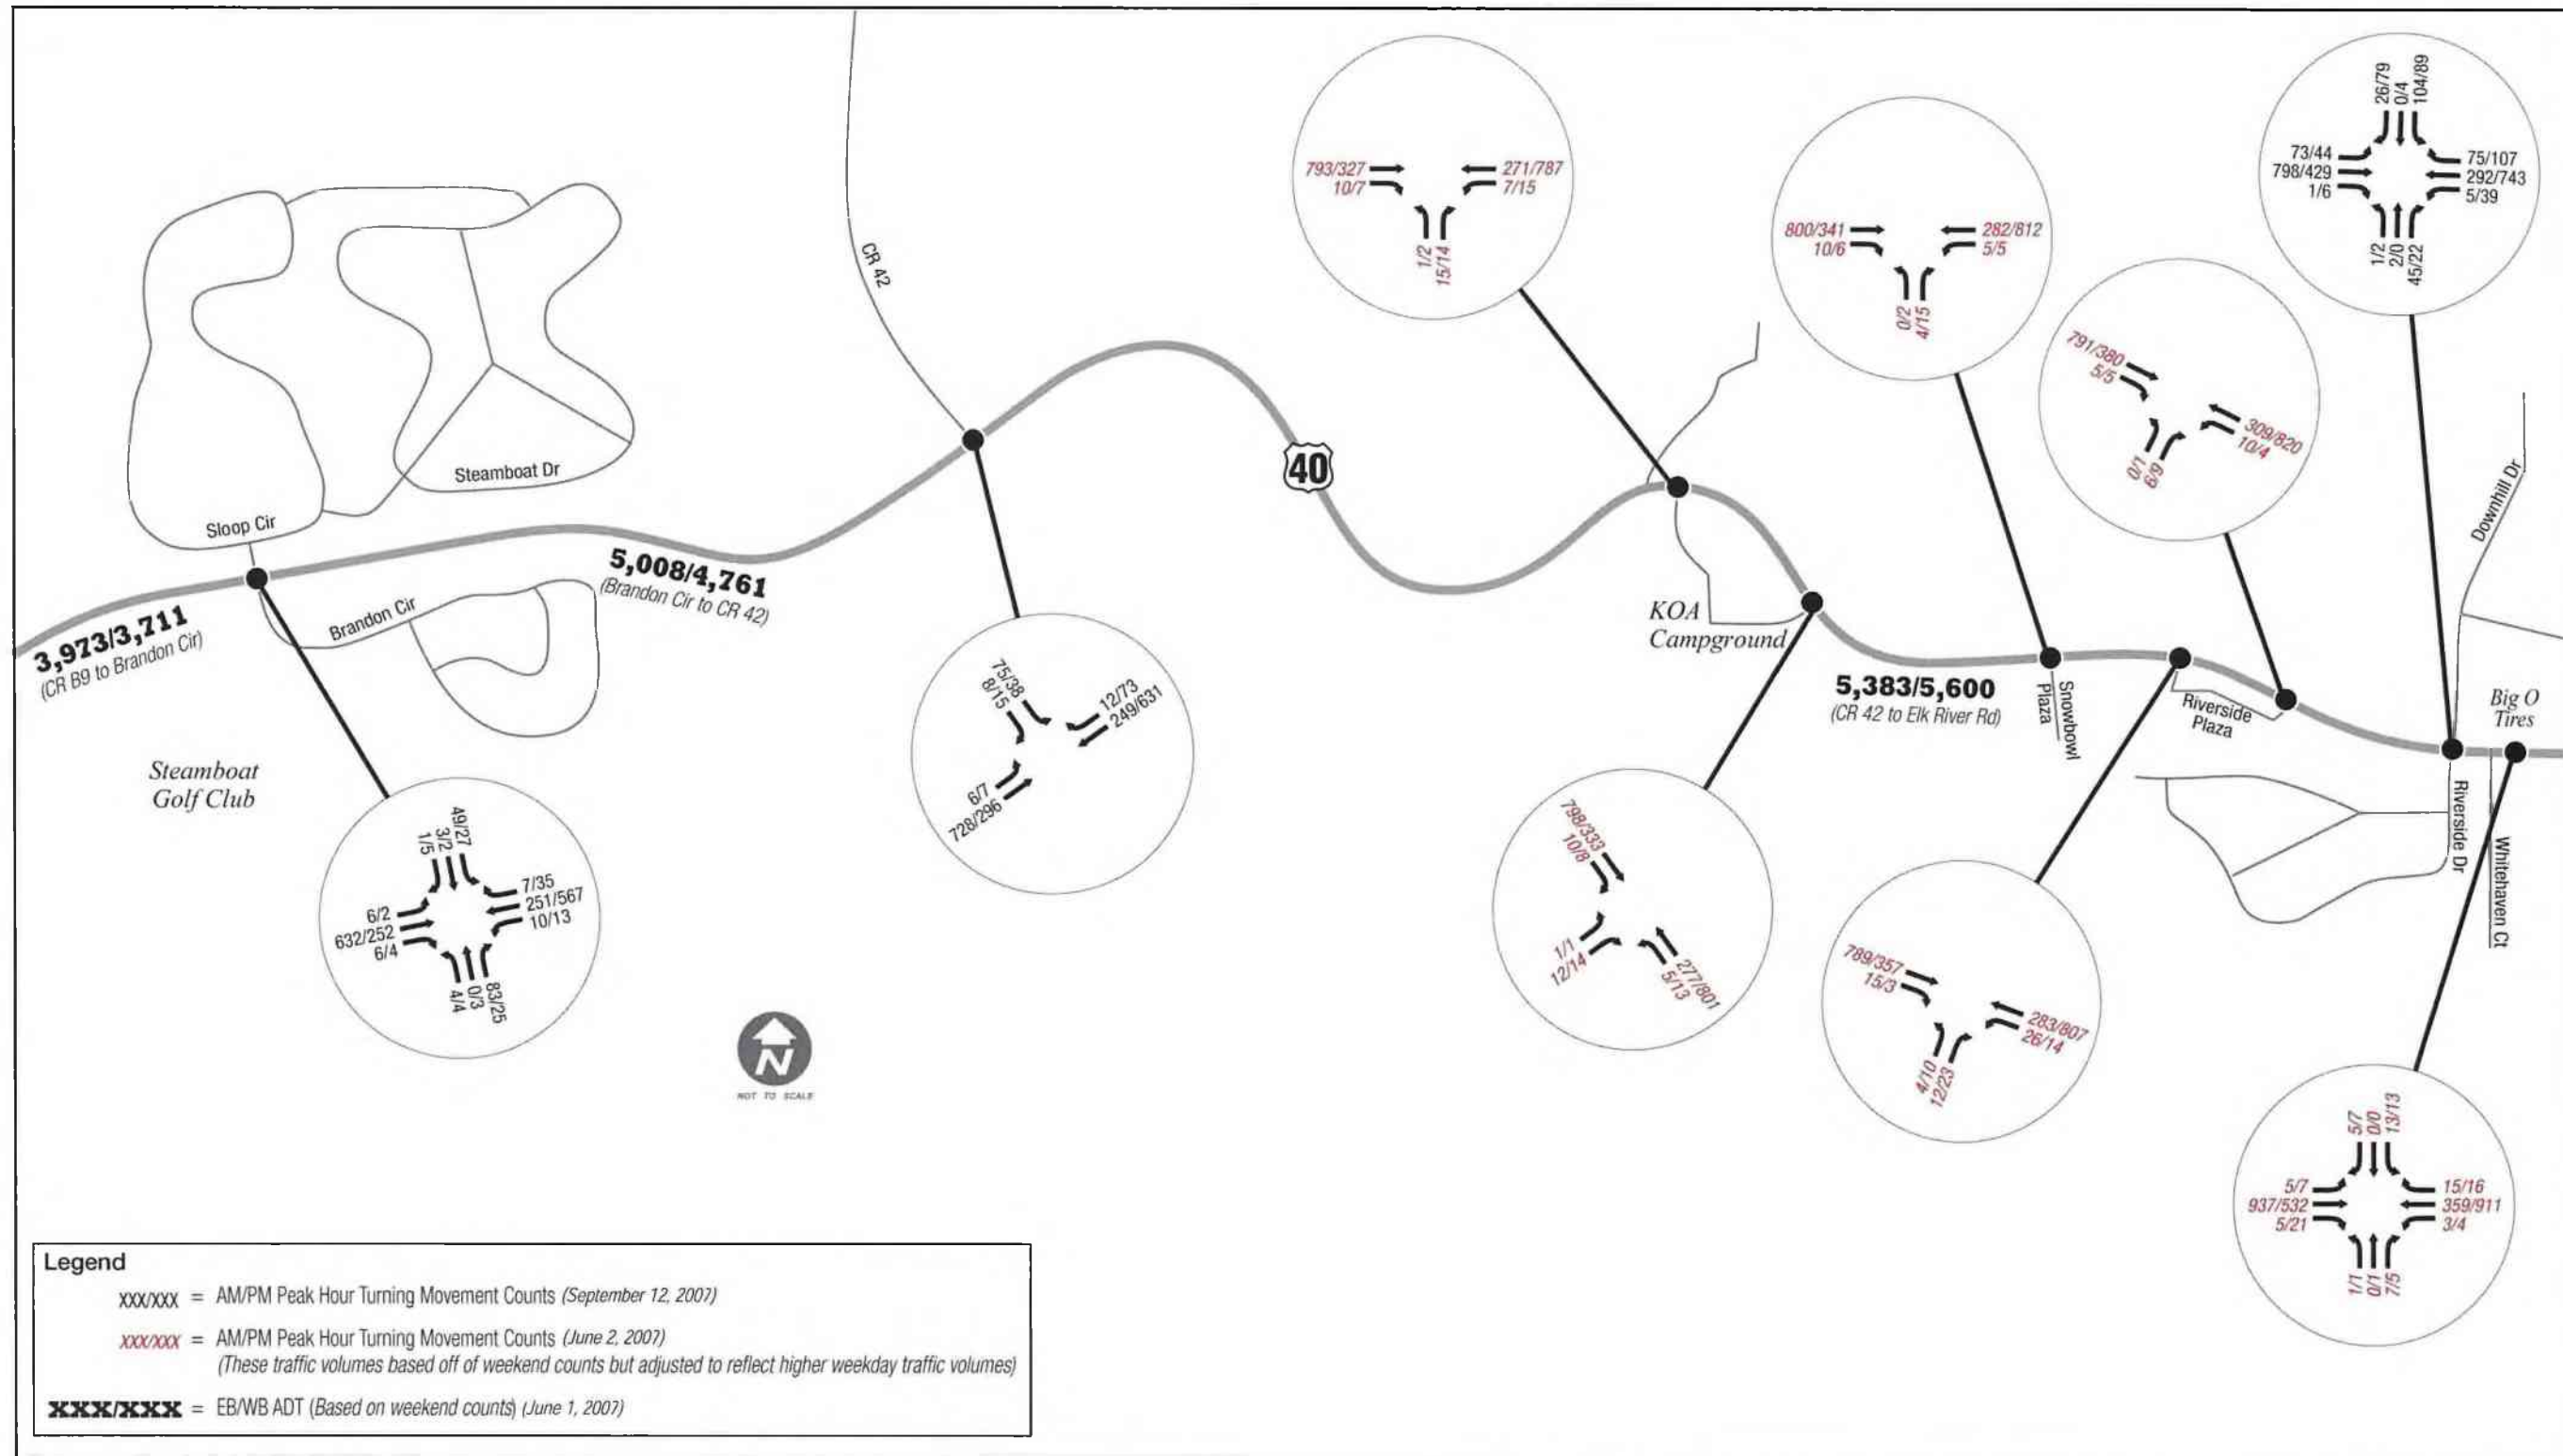 26/79
0/4
104/89
73/44
798/429
1/6
75/107
292/743
5/39
1/2
2/0
45/22
793/327
10/7
271/787
7/15
1/2
15/14
800/341
10/6
282/812
5/5
0/2
4/15
791/380
5/5
309/820
10/4
0/1
6/9
CR 42
40
Steamboat Dr
Sloop Cir
Brandon Cir
3,973/3,711
(CR B9 to Brandon Cir)
5,008/4,761
(Brandon Cir to CR 42)
KOA
Campground
5,383/5,600
(CR 42 to Elk River Rd)
Snowbowl
Plaza
Riverside
Plaza
Downhill Dr
Big O
Tires
Riverside Dr
Whitehaven Ct
Steamboat
Golf Club
75/38
8/15
12/73
249/631
6/7
728/296
1/5
3/2
49/27
6/2
632/252
6/4
7/35
251/567
10/13
4/4
0/3
83/25
798/333
10/8
1/1
12/14
277/801
5/13
789/357
15/3
283/807
26/14
4/10
12/23
5/7
0/0
13/13
5/7
937/532
5/21
15/16
359/911
3/4
1/1
0/1
7/5
N
NOT TO SCALE
Legend
XXX/XXX = AM/PM Peak Hour Turning Movement Counts (September 12, 2007)
XXX/XXX = AM/PM Peak Hour Turning Movement Counts (June 2, 2007)
(These traffic volumes based off of weekend counts but adjusted to reflect higher weekday traffic volumes)
XXX/XXX = EB/WB ADT (Based on weekend counts) (June 1, 2007)